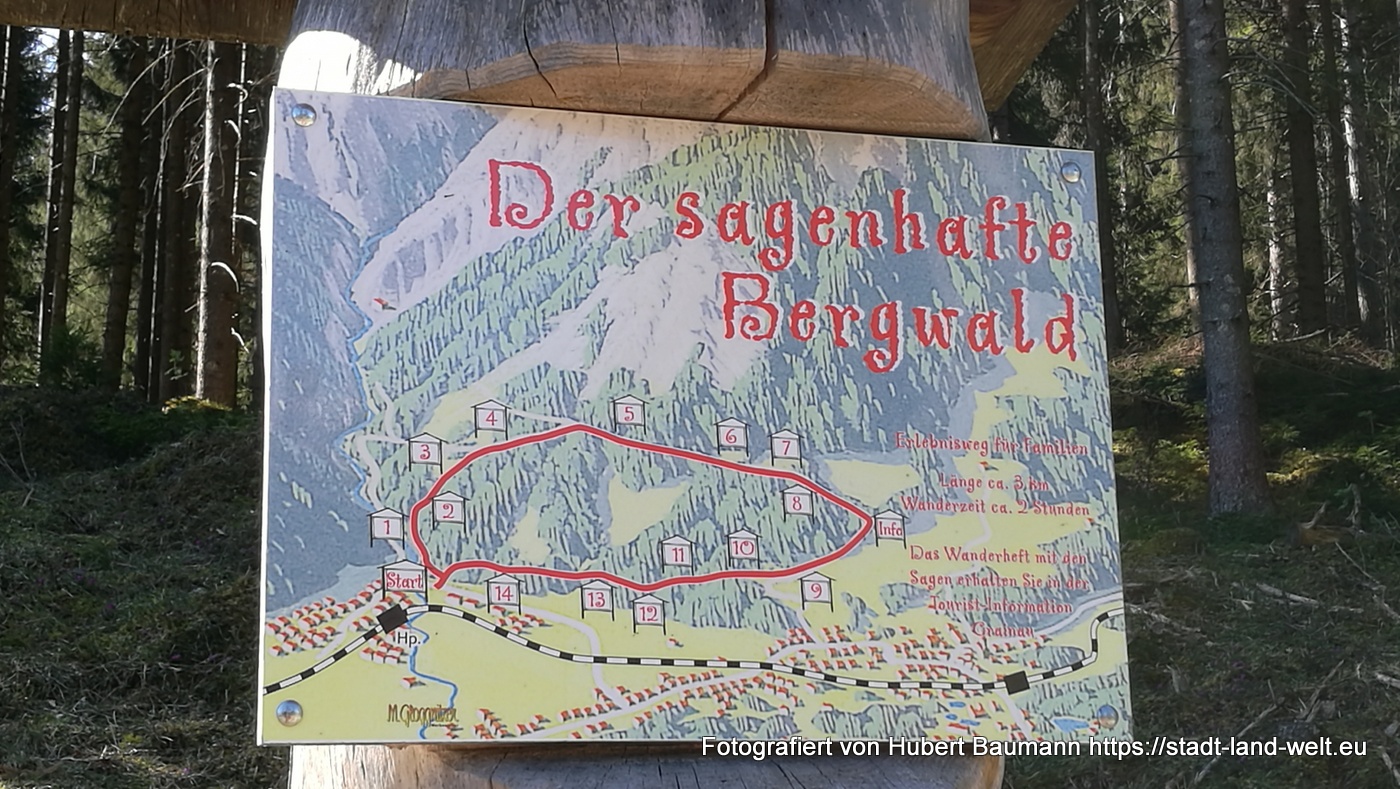 Der sagenhafte
Bergwald
Erlebnisweg für Familien
Länge ca. 3 km
Wanderzeit ca. 2 Stunden
Das Wanderheft mit den
Sagen erhalten Sie in der
Tourist-Information
Grainau
4
5
6
7
3
2
8
1
Info
11
10
Start
14
13
12
9
Hp.
Fotografiert von Hubert Baumann https://stadt-land-welt.eu